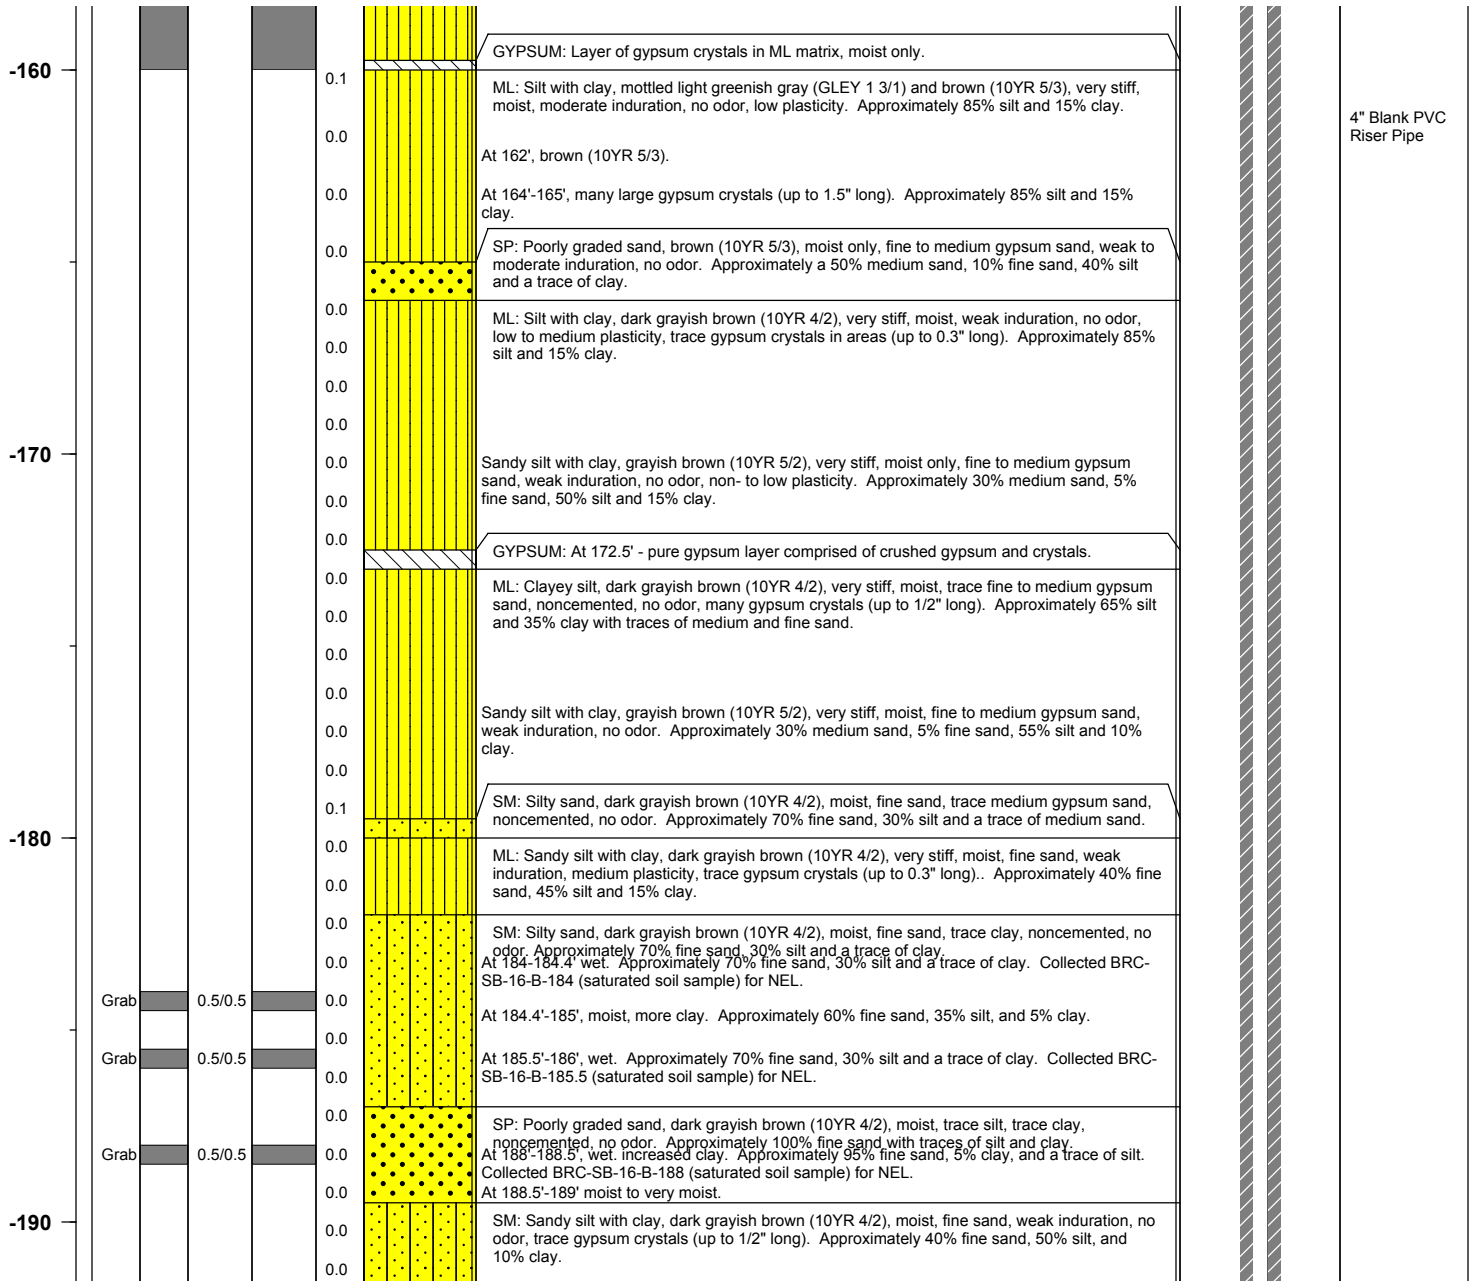 GYPSUM: Layer of gypsum crystals in ML matrix, moist only.
-160
0.1
ML: Silt with clay, mottled light greenish gray (GLEY 1 3/1) and brown (10YR 5/3), very stiff,
moist, moderate induration, no odor, low plasticity. Approximately 85% silt and 15% clay.
4" Blank PVC
Riser Pipe
0.0
At 162', brown (10YR 5/3).
0.0
At 164'-165', many large gypsum crystals (up to 1.5" long). Approximately 85% silt and 15%
clay.
0.0
SP: Poorly graded sand, brown (10YR 5/3), moist only, fine to medium gypsum sand, weak to
moderate induration, no odor. Approximately a 50% medium sand, 10% fine sand, 40% silt
and a trace of clay.
0.0
ML: Silt with clay, dark grayish brown (10YR 4/2), very stiff, moist, weak induration, no odor,
low to medium plasticity, trace gypsum crystals in areas (up to 0.3" long). Approximately 85%
silt and 15% clay.
0.0
0.0
0.0
-170
0.0
Sandy silt with clay, grayish brown (10YR 5/2), very stiff, moist only, fine to medium gypsum
sand, weak induration, no odor, non- to low plasticity. Approximately 30% medium sand, 5%
fine sand, 50% silt and 15% clay.
0.0
0.0
GYPSUM: At 172.5' - pure gypsum layer comprised of crushed gypsum and crystals.
0.0
ML: Clayey silt, dark grayish brown (10YR 4/2), very stiff, moist, trace fine to medium gypsum
sand, noncemented, no odor, many gypsum crystals (up to 1/2" long). Approximately 65% silt
and 35% clay with traces of medium and fine sand.
0.0
0.0
0.0
Sandy silt with clay, grayish brown (10YR 5/2), very stiff, moist, fine to medium gypsum sand,
weak induration, no odor. Approximately 30% medium sand, 5% fine sand, 55% silt and 10%
clay.
0.0
0.0
0.1
SM: Silty sand, dark grayish brown (10YR 4/2), moist, fine sand, trace medium gypsum sand,
noncemented, no odor. Approximately 70% fine sand, 30% silt and a trace of medium sand.
-180
0.0
ML: Sandy silt with clay, dark grayish brown (10YR 4/2), very stiff, moist, fine sand, weak
induration, medium plasticity, trace gypsum crystals (up to 0.3" long).. Approximately 40% fine
sand, 45% silt and 15% clay.
0.0
0.0
SM: Silty sand, dark grayish brown (10YR 4/2), moist, fine sand, trace clay, noncemented, no
odor. Approximately 70% fine sand, 30% silt and a trace of clay.
0.0
At 184-184.4' wet. Approximately 70% fine sand, 30% silt and a trace of clay. Collected BRC-
SB-16-B-184 (saturated soil sample) for NEL.
Grab 0.5/0.5 0.0
At 184.4'-185', moist, more clay. Approximately 60% fine sand, 35% silt, and 5% clay.
0.0
Grab 0.5/0.5
At 185.5'-186', wet. Approximately 70% fine sand, 30% silt and a trace of clay. Collected BRC-
SB-16-B-185.5 (saturated soil sample) for NEL.
0.0
0.0
SP: Poorly graded sand, dark grayish brown (10YR 4/2), moist, trace silt, trace clay,
noncemented, no odor. Approximately 100% fine sand with traces of silt and clay.
Grab 0.5/0.5 0.0
At 188'-188.5', wet. increased clay. Approximately 95% fine sand, 5% clay, and a trace of silt.
Collected BRC-SB-16-B-188 (saturated soil sample) for NEL.
0.0
At 188.5'-189' moist to very moist.
-190
0.0
SM: Sandy silt with clay, dark grayish brown (10YR 4/2), moist, fine sand, weak induration, no
odor, trace gypsum crystals (up to 1/2" long). Approximately 40% fine sand, 50% silt, and
10% clay.
0.0